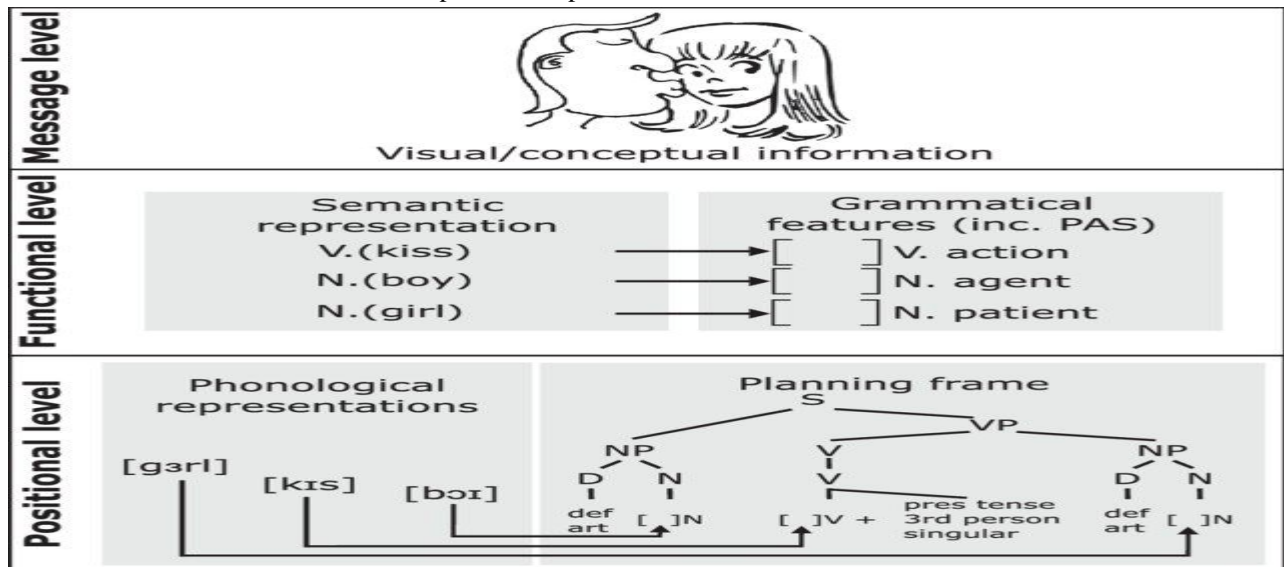 Message level
Visual/conceptual information
Functional level
Semantic
representation
V.(kiss)
N.(boy)
N.(girl)
Grammatical
features (inc. PAS)
[ ] V. action
[ ] N. agent
[ ] N. patient
Positional level
Phonological
representations
[gɜrl]
[kɪs]
[bɔɪ]
Planning frame
S
VP
NP
V
NP
D
N
V
D
N
def
art
[ ]N
[ ]V +
pres tense
3rd person
singular
def
art
[ ]N